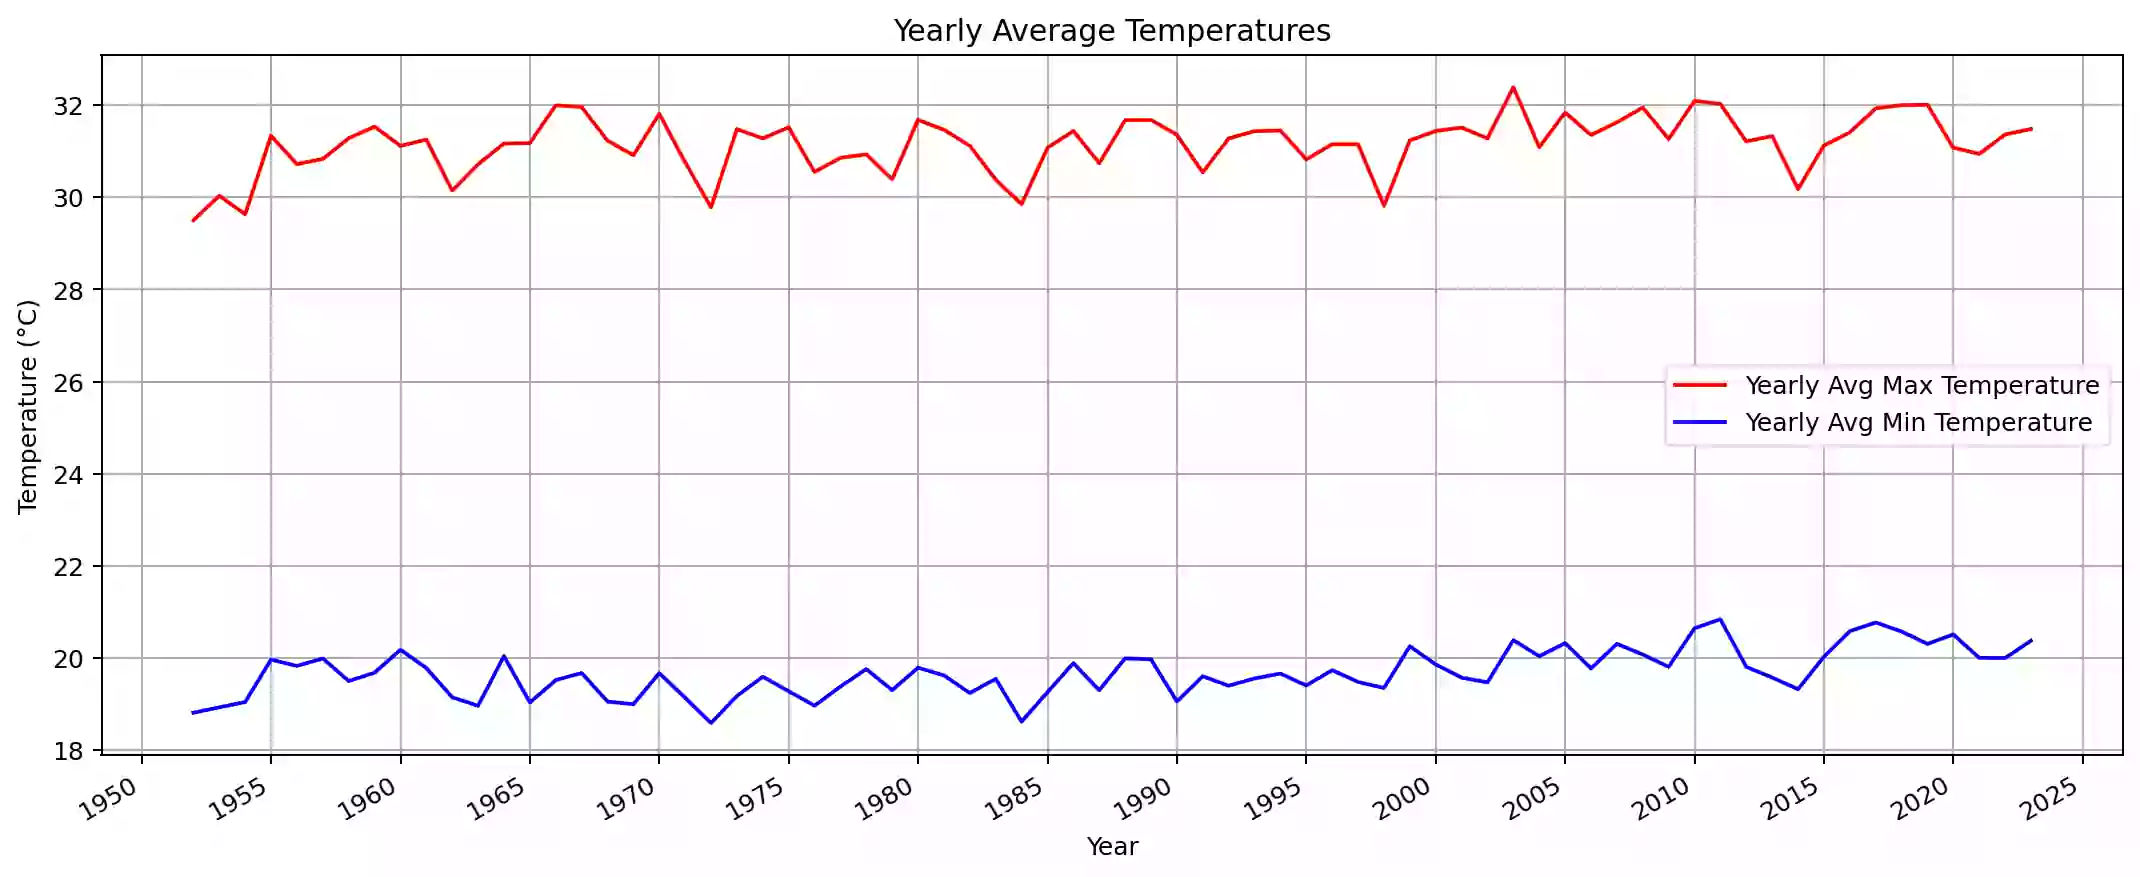 Yearly Average Temperatures
32
30
28
26
24
22
20
18
Temperature (°C)
Yearly Avg Max Temperature
Yearly Avg Min Temperature
1950 1955 1960 1965 1970 1975 1980 1985 1990 1995 2000 2005 2010 2015 2020 2025
Year